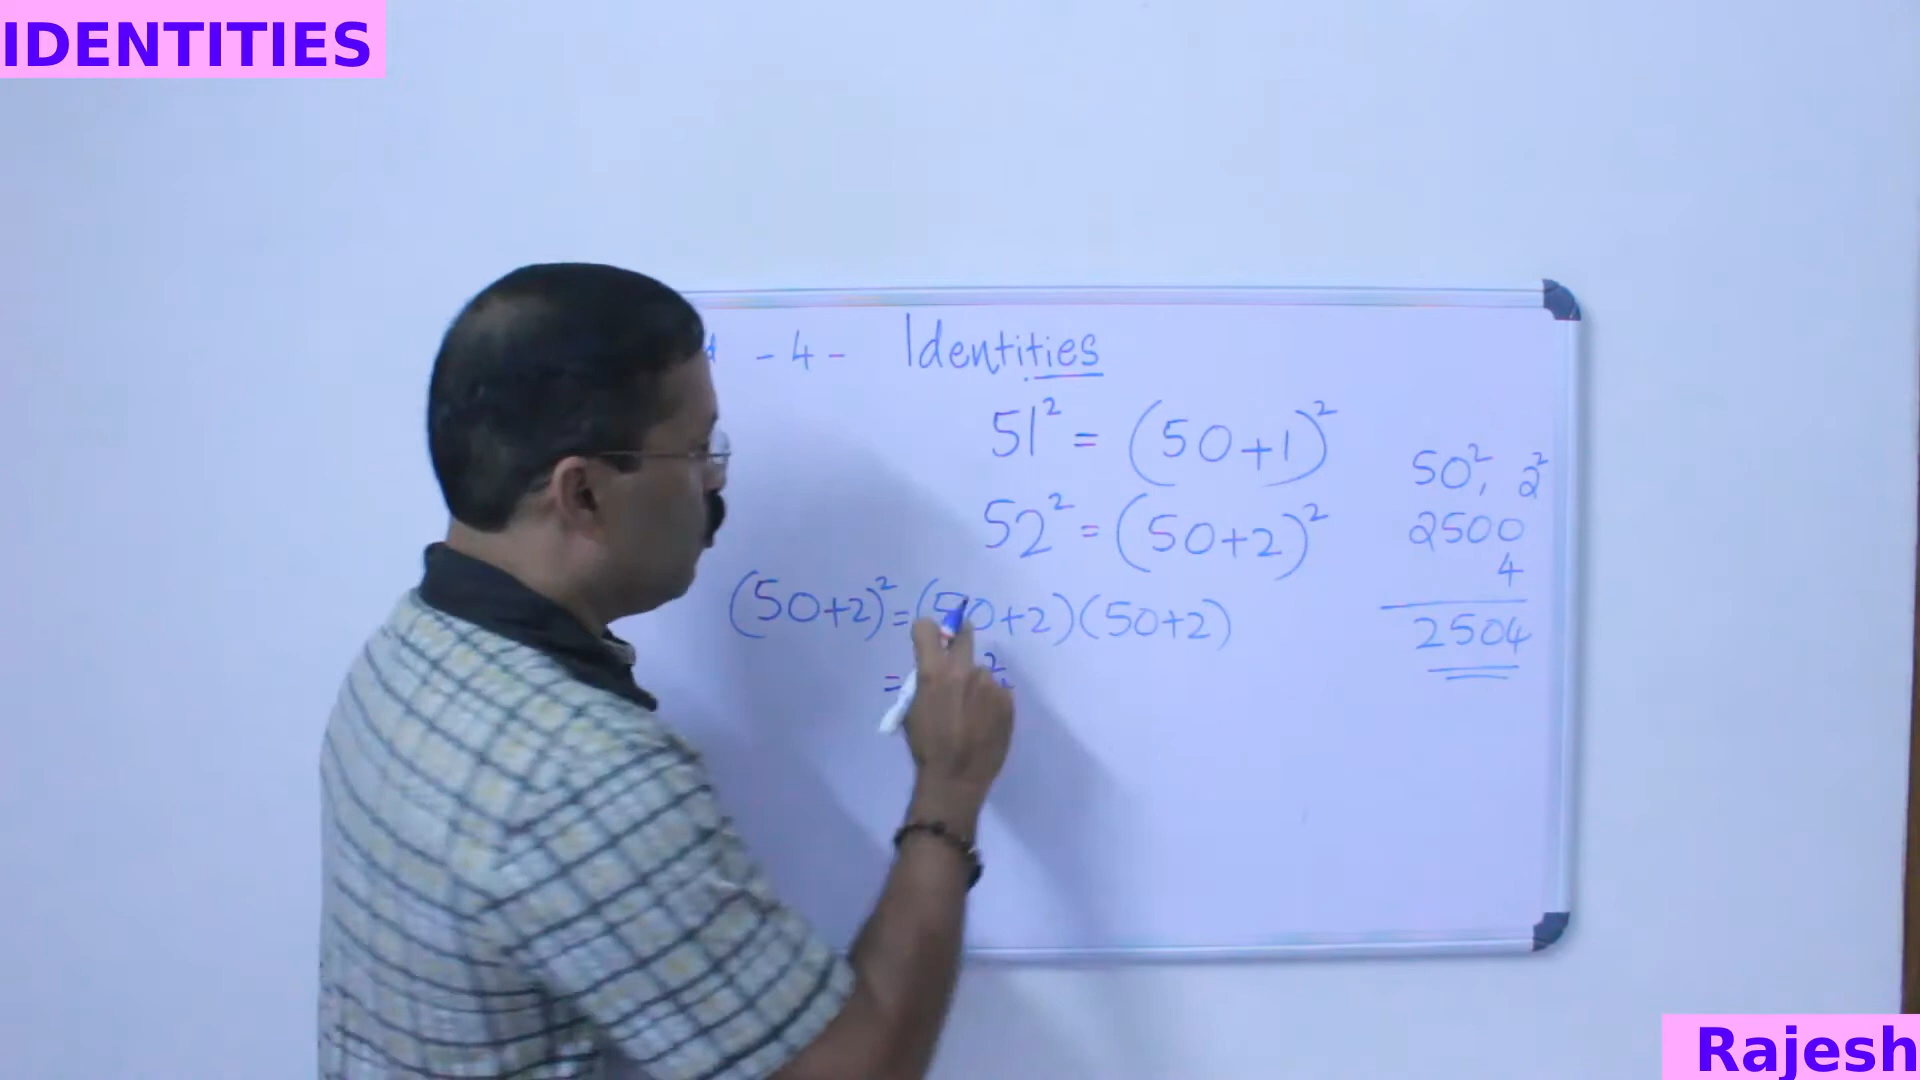 IDENTITIES
- 4 - Identities
51² = (50+1)²
52² = (50+2)²
50², 2²
2500
4
2504
(50+2)² = (50+2)(50+2)
=
Rajesh